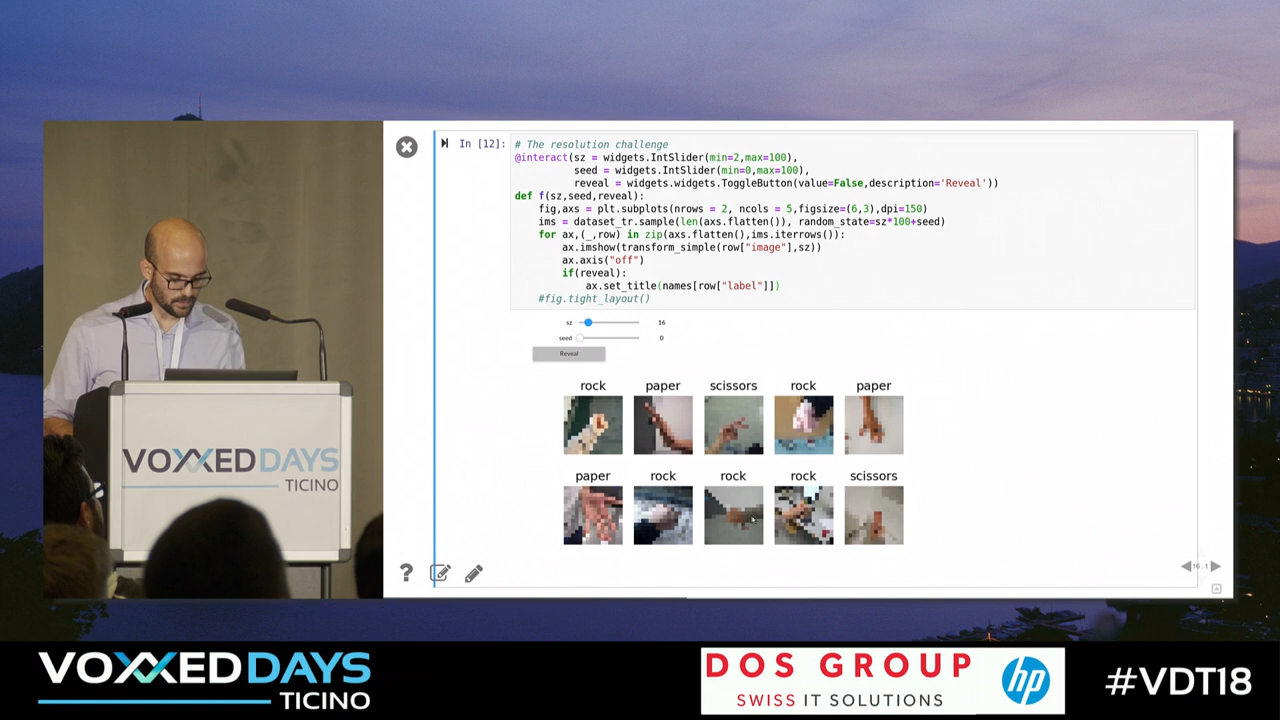 In [12]:
# The resolution challenge
@interact(sz = widgets.IntSlider(min=2,max=100),
seed = widgets.IntSlider(min=0,max=100),
reveal = widgets.widgets.ToggleButton(value=False,description='Reveal'))
def f(sz,seed,reveal):
fig,axs = plt.subplots(nrows = 2, ncols = 5,figsize=(6,3),dpi=150)
ims = dataset_tr.sample(len(axs.flatten()), random_state=sz*100+seed)
for ax,(_,row) in zip(axs.flatten(),ims.iterrows()):
ax.imshow(transform_simple(row["image"],sz))
ax.axis("off")
if(reveal):
ax.set_title(names[row["label"]])
#fig.tight_layout()
sz 16
seed 0
Reveal
rock paper scissors rock paper
paper rock rock rock scissors
?
16.1
VOXXED DAYS
TICINO
VOXXED DAYS
TICINO
DOS GROUP
SWISS IT SOLUTIONS
hp
#VDT18